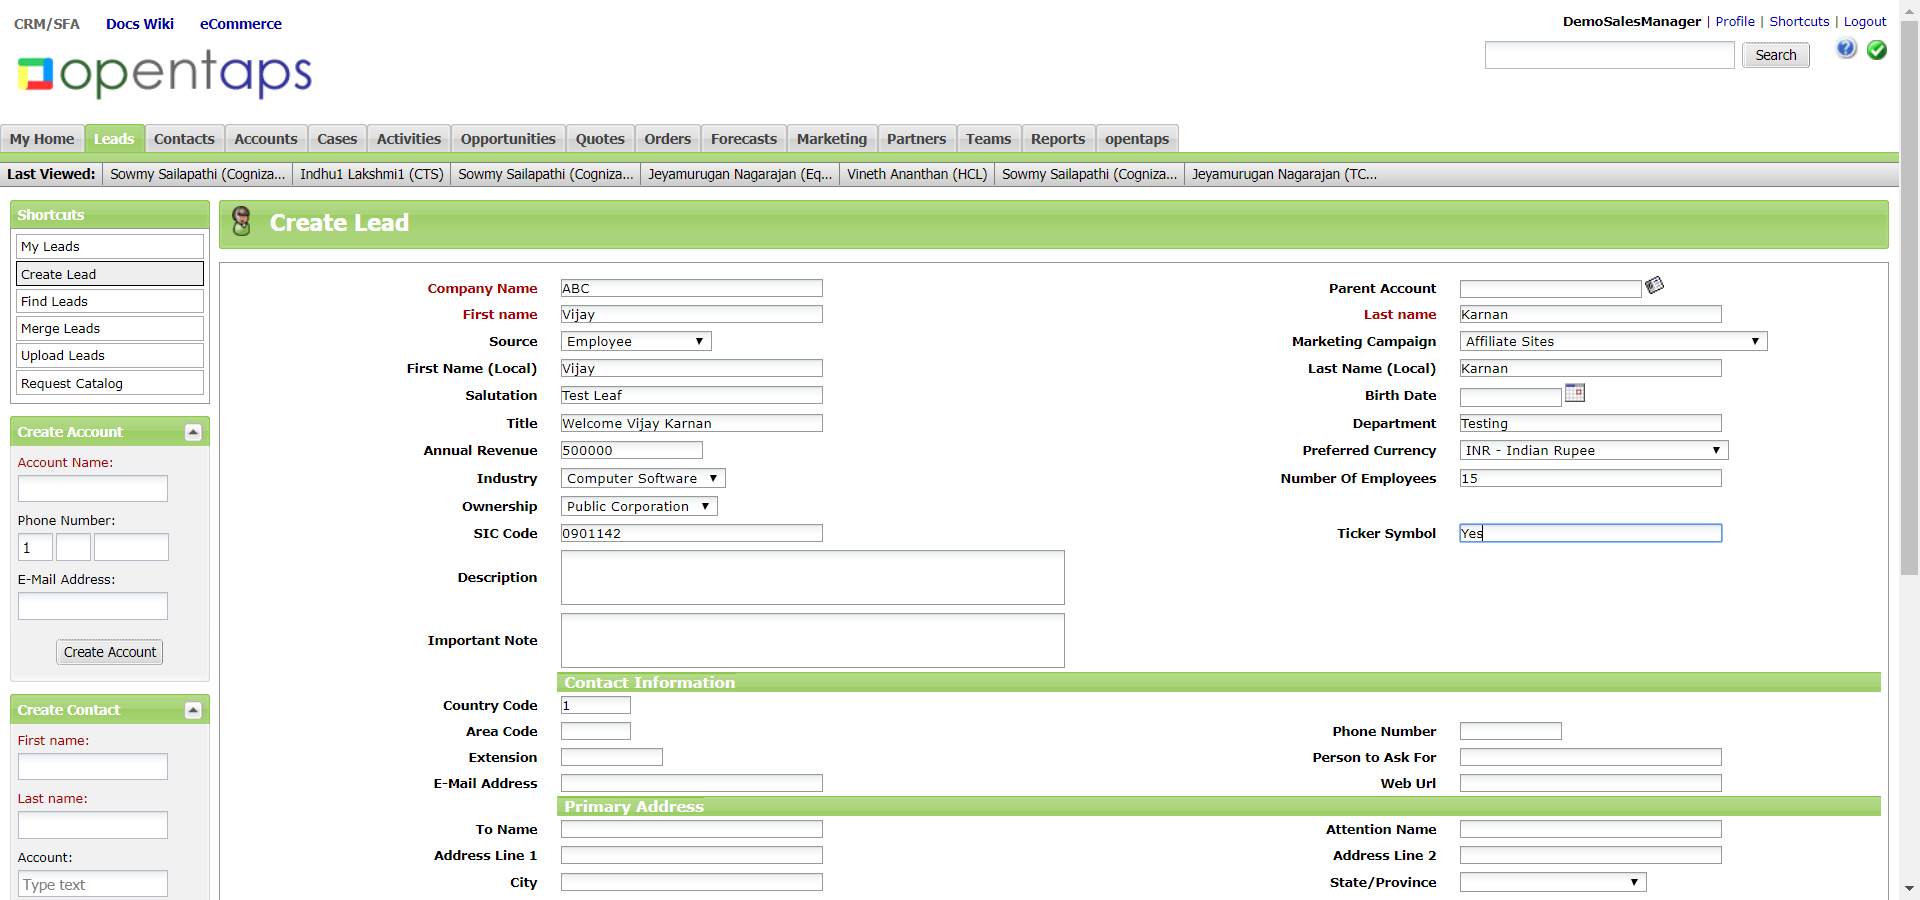 CRM/SFA Docs Wiki eCommerce
DemoSalesManager | Profile | Shortcuts | Logout
Search
opentaps
My Home Leads Contacts Accounts Cases Activities Opportunities Quotes Orders Forecasts Marketing Partners Teams Reports opentaps
Last Viewed: Sowmy Sailapathi (Cogniza... Indhu1 Lakshmi1 (CTS) Sowmy Sailapathi (Cogniza... Jeyamurugan Nagarajan (Eq... Vineth Ananthan (HCL) Sowmy Sailapathi (Cogniza... Jeyamurugan Nagarajan (TC...
Shortcuts
My Leads
Create Lead
Find Leads
Merge Leads
Upload Leads
Request Catalog
Create Account
Account Name:
Phone Number:
1
E-Mail Address:
Create Account
Create Contact
First name:
Last name:
Account:
Type text
Create Lead
Company Name ABC Parent Account
First name Vijay Last name Karnan
Source Employee Marketing Campaign Affiliate Sites
First Name (Local) Vijay Last Name (Local) Karnan
Salutation Test Leaf Birth Date
Title Welcome Vijay Karnan Department Testing
Annual Revenue 500000 Preferred Currency INR - Indian Rupee
Industry Computer Software Number Of Employees 15
Ownership Public Corporation
SIC Code 0901142 Ticker Symbol Yes
Description
Important Note
Contact Information
Country Code 1
Area Code Phone Number
Extension Person to Ask For
E-Mail Address Web Url
Primary Address
To Name Attention Name
Address Line 1 Address Line 2
City State/Province